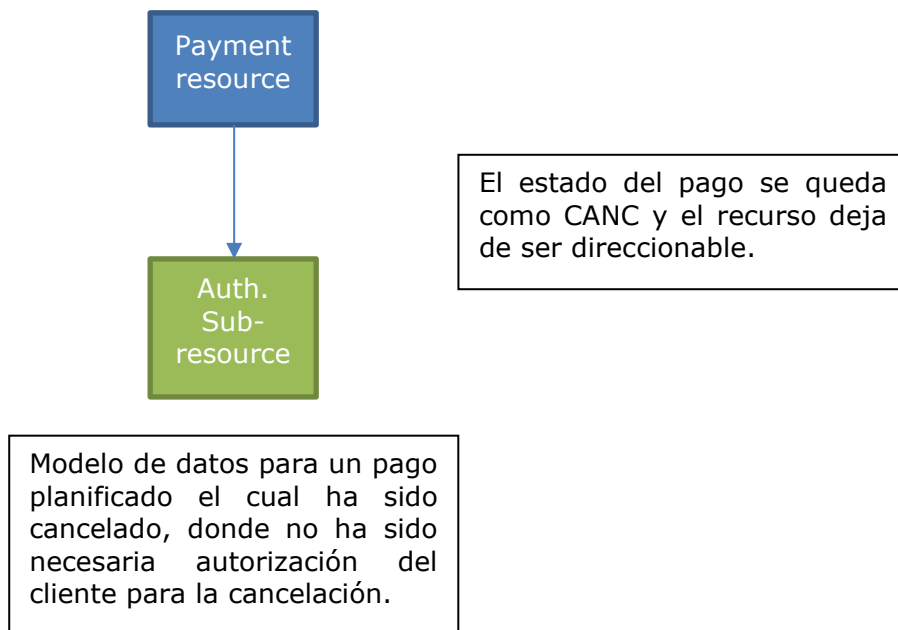 Payment
resource
El estado del pago se queda
como CANC y el recurso deja
de ser direccionable.
Auth.
Sub-
resource
Modelo de datos para un pago
planificado el cual ha sido
cancelado, donde no ha sido
necesaria autorización del
cliente para la cancelación.